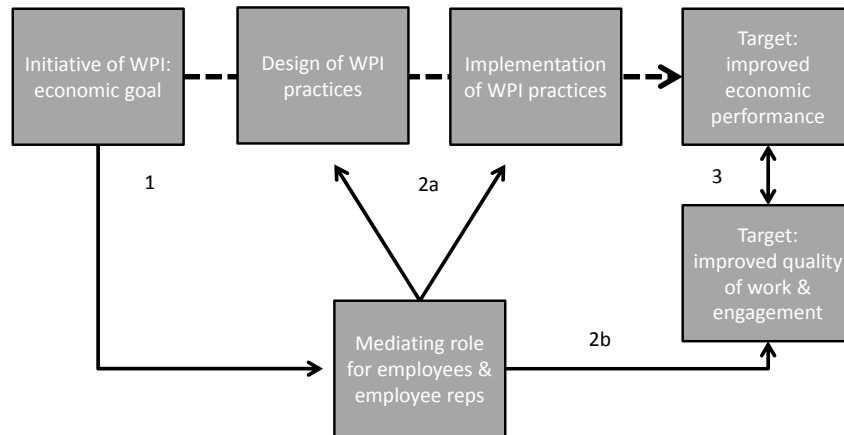 Initiative of WPI:
economic goal
Design of WPI
practices
Implementation
of WPI practices
Target:
improved
economic
performance
1
2a
3
Target:
improved quality
of work &
engagement
Mediating role
for employees &
employee reps
2b